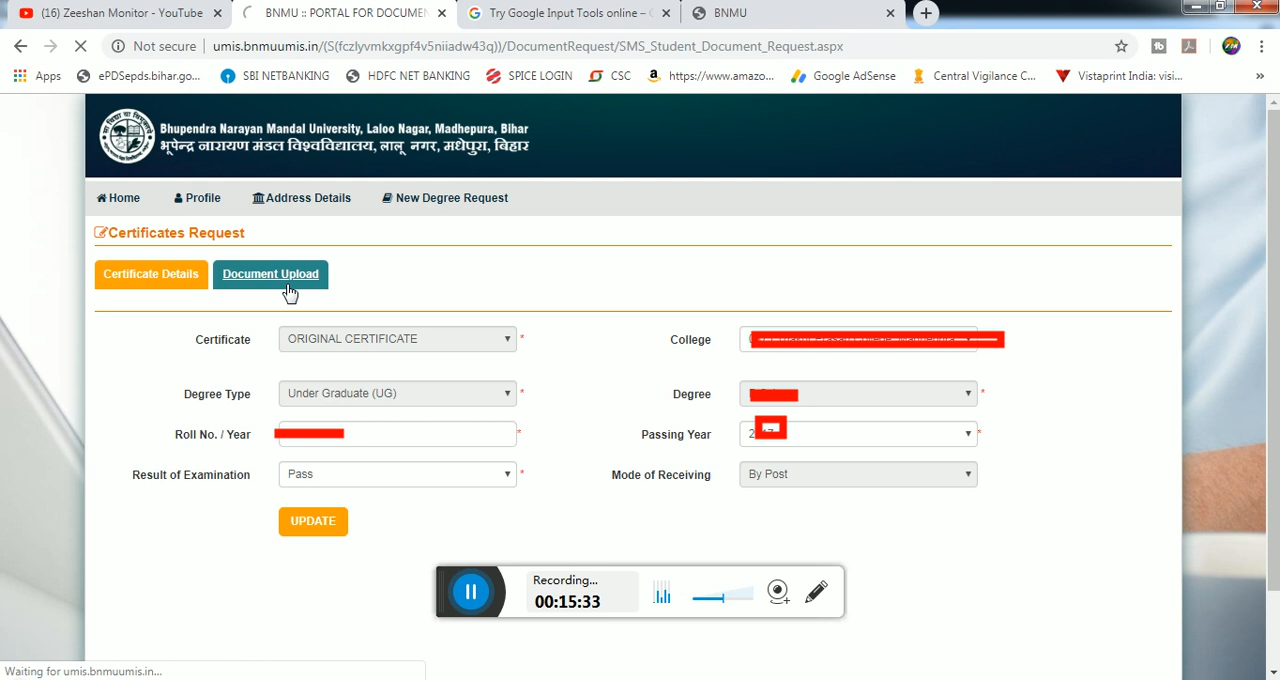 (16) Zeeshan Monitor - YouTube
BNMU :: PORTAL FOR DOCUMEN
Try Google Input Tools online –
BNMU
Not secure
umis.bnmuumis.in/(S(fczlyvmkxgpf4v5niiadw43q))/DocumentRequest/SMS_Student_Document_Request.aspx
Apps
ePDSepds.bihar.go...
SBI NETBANKING
HDFC NET BANKING
SPICE LOGIN
CSC
https://www.amazo...
Google AdSense
Central Vigilance C...
Vistaprint India: visi...
»
Bhupendra Narayan Mandal University, Laloo Nagar, Madhepura, Bihar
भूपेन्द्र नारायण मंडल विश्वविद्यालय, लालू नगर, मधेपुरा, बिहार
Home
Profile
Address Details
New Degree Request
Certificates Request
Certificate Details
Document Upload
Certificate
ORIGINAL CERTIFICATE
*
College
Degree Type
Under Graduate (UG)
*
Degree
*
Roll No. / Year
*
Passing Year
*
Result of Examination
Pass
*
Mode of Receiving
By Post
UPDATE
Recording...
00:15:33
Waiting for umis.bnmuumis.in...